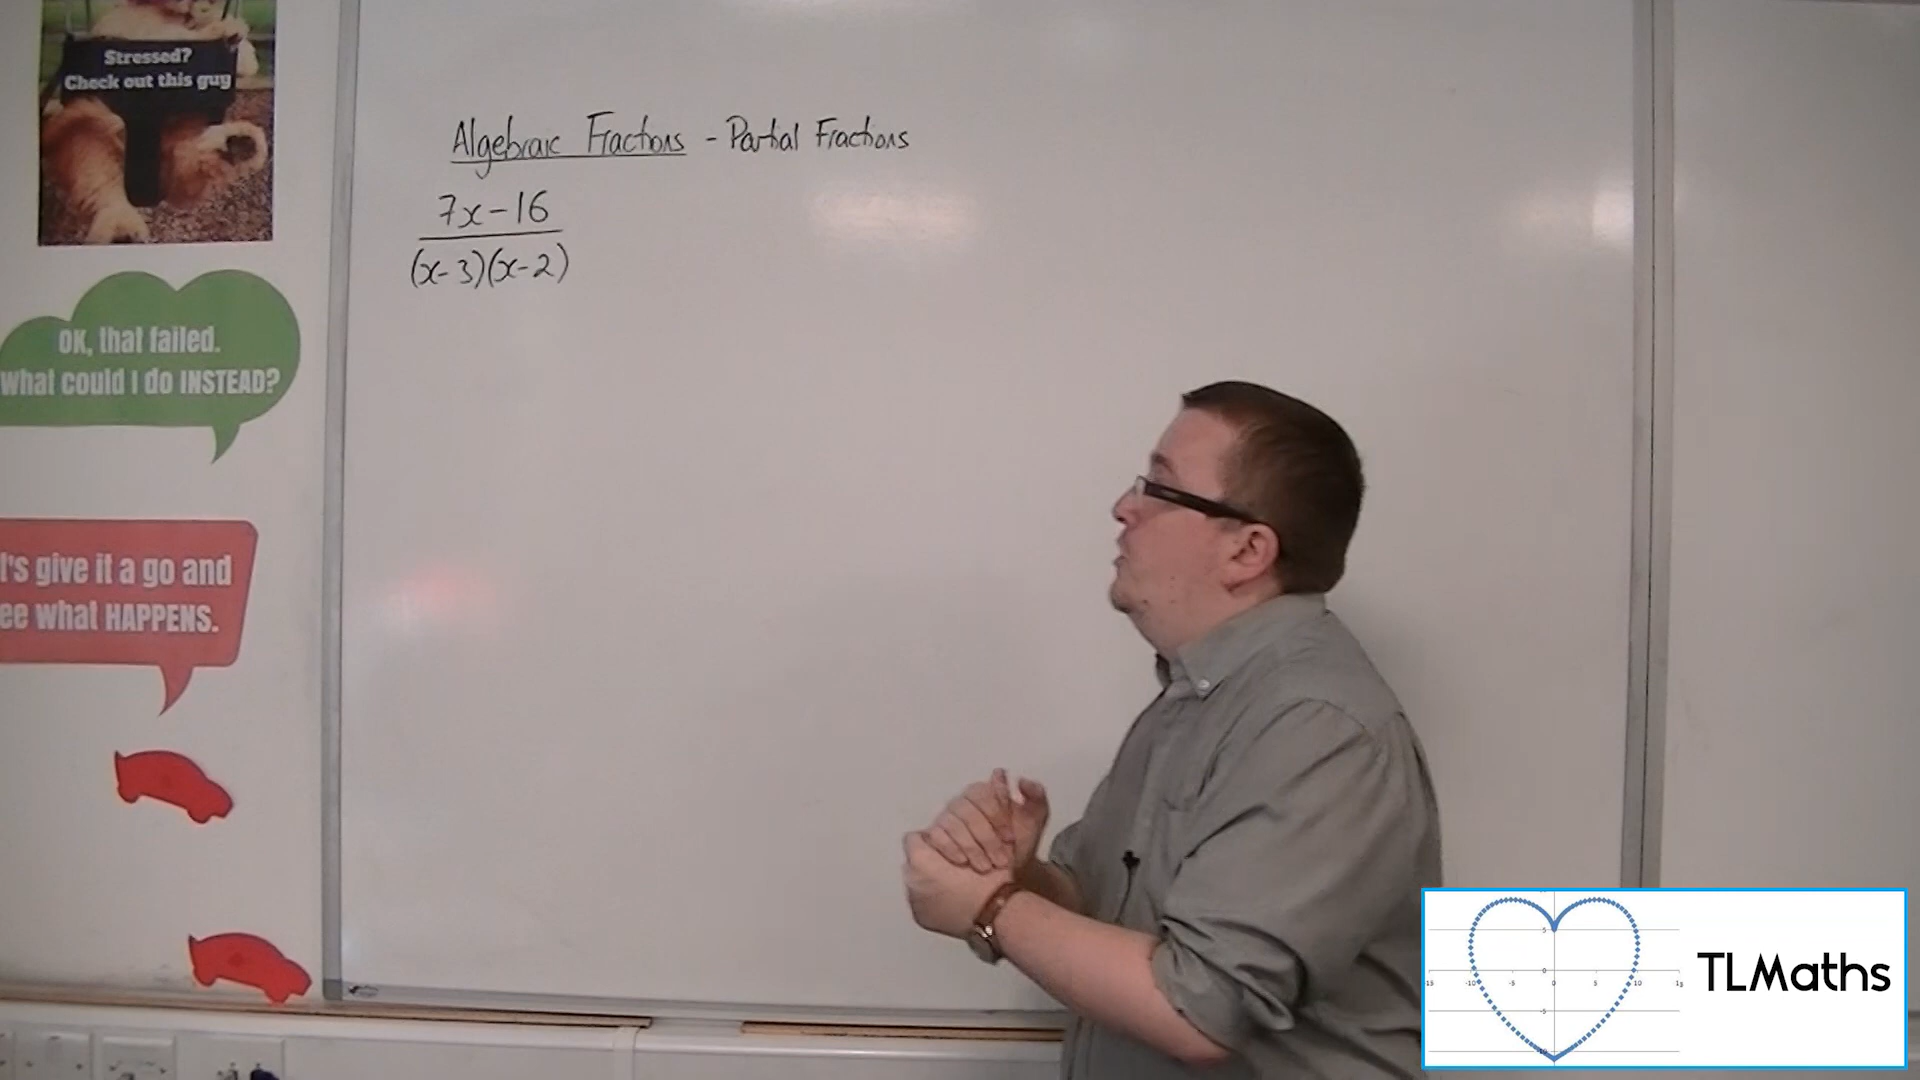 Stressed?
Check out this guy
Algebraic Fractions - Partial Fractions
7x-16
(x-3)(x-2)
OK, that failed.
what could I do INSTEAD?
t's give it a go and
ee what HAPPENS.
TLMaths